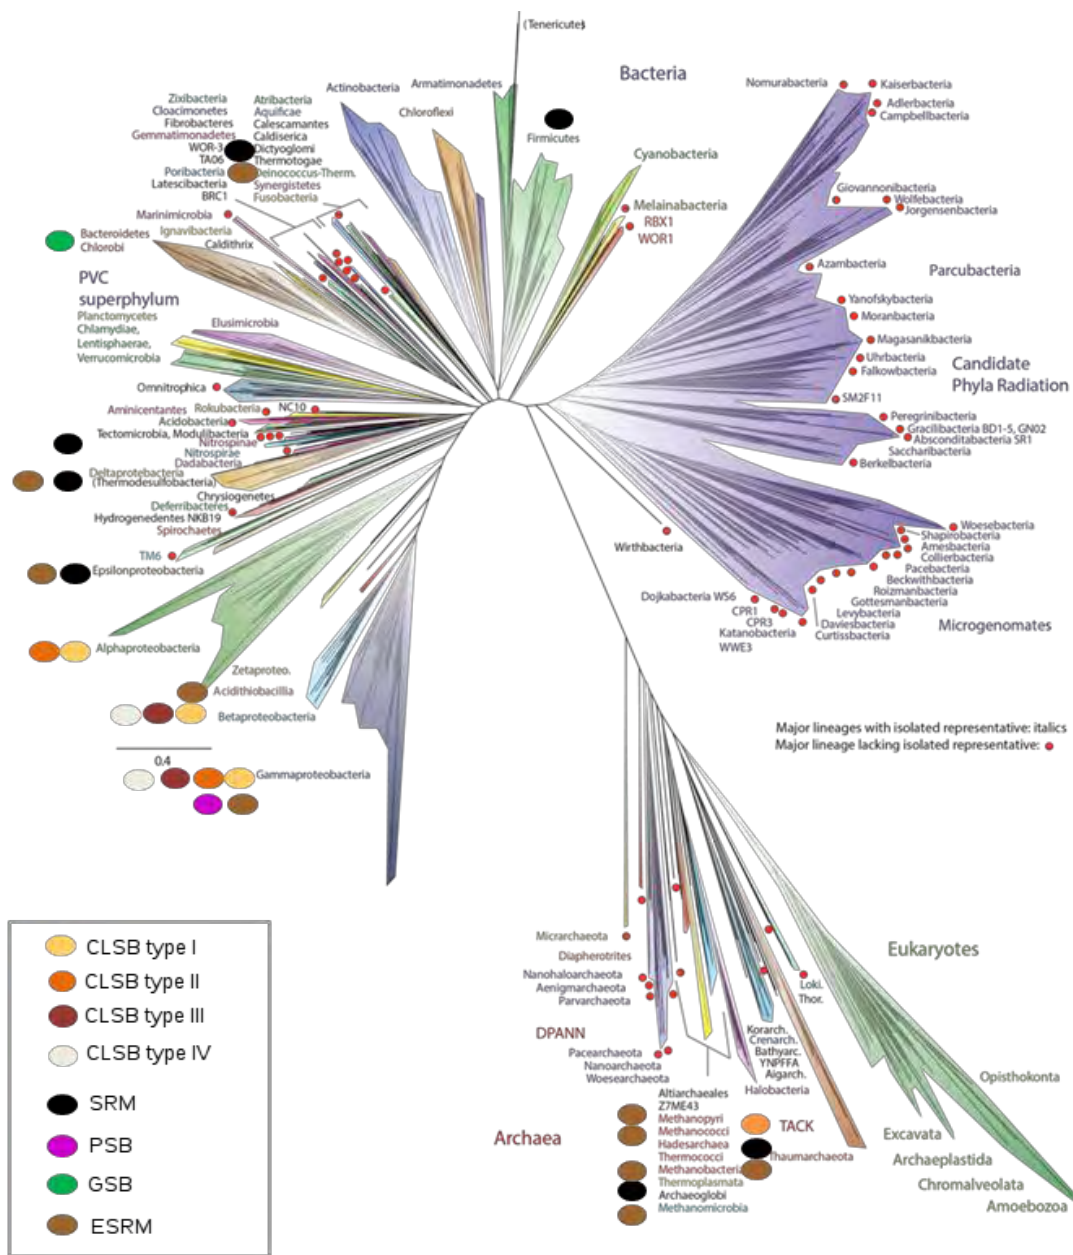 (Tenericutes)
Bacteria
Actinobacteria
Armatimonadetes
Chloroflexi
Firmicutes
Cyanobacteria
Melainabacteria
RBX1
WOR1
Zixibacteria
Cloacimonetes
Fibrobacteres
Gemmatimonadetes
WOR-3
TA06
Poribacteria
Latescibacteria
BRC1
Atribacteria
Aquificae
Calescamantes
Caldiserica
Dictyoglomi
Thermotogae
Deinococcus-Therm.
Synergistetes
Fusobacteria
Marinimicrobia
Ignavibacteria
Bacteroidetes
Chlorobi
Caldithrix
PVC
superphylum
Planctomycetes
Chlamydiae,
Lentisphaerae,
Verrucomicrobia
Elusimicrobia
Omnitrophica
Aminicentantes
Rokubacteria
NC10
Acidobacteria
Tectomicrobia, Modulibacteria
Nitrospinae
Nitrospirae
Dadabacteria
Deltaprotebacteria
(Thermodesulfobacteria)
Chrysiogenetes
Deferribacteres
Hydrogenedentes NKB19
Spirochaetes
TM6
Epsilonproteobacteria
Alphaproteobacteria
Zetaproteo.
Acidithiobacillia
Betaproteobacteria
0.4
Gammaproteobacteria
Nomurabacteria
Kaiserbacteria
Adlerbacteria
Campbellbacteria
Giovannonibacteria
Wolfebacteria
Jorgensenbacteria
Azambacteria
Parcubacteria
Yanofskybacteria
Moranbacteria
Magasanikbacteria
Uhrbacteria
Falkowbacteria
Candidate
Phyla Radiation
SM2F11
Peregrinibacteria
Gracilibacteria BD1-5, GN02
Absconditabacteria SR1
Saccharibacteria
Berkelbacteria
Woesebacteria
Shapirobacteria
Amesbacteria
Collierbacteria
Pacebacteria
Beckwithbacteria
Roizmanbacteria
Gottesmanbacteria
Levybacteria
Daviesbacteria
Curtissbacteria
Microgenomates
Wirthbacteria
Dojkabacteria WS6
CPR1
CPR3
Katanobacteria
WWE3
Major lineages with isolated representative: italics
Major lineage lacking isolated representative:
Micrarchaeota
Diapherotrites
Nanohaloarchaeota
Aenigmarchaeota
Parvarchaeota
DPANN
Pacearchaeota
Nanoarchaeota
Woesearchaeota
Loki.
Thor.
Korarch.
Crenarch.
Bathyarc.
YNPFFA
Aigarch.
Halobacteria
Altiarchaeales
Z7ME43
Methanopyri
Methanococci
Hadesarchaea
Thermococci
Methanobacteria
Thermoplasmata
Archaeoglobi
Methanomicrobia
TACK
Thaumarchaeota
Archaea
Eukaryotes
Opisthokonta
Excavata
Archaeplastida
Chromalveolata
Amoebozoa
CLSB type I
CLSB type II
CLSB type III
CLSB type IV
SRM
PSB
GSB
ESRM